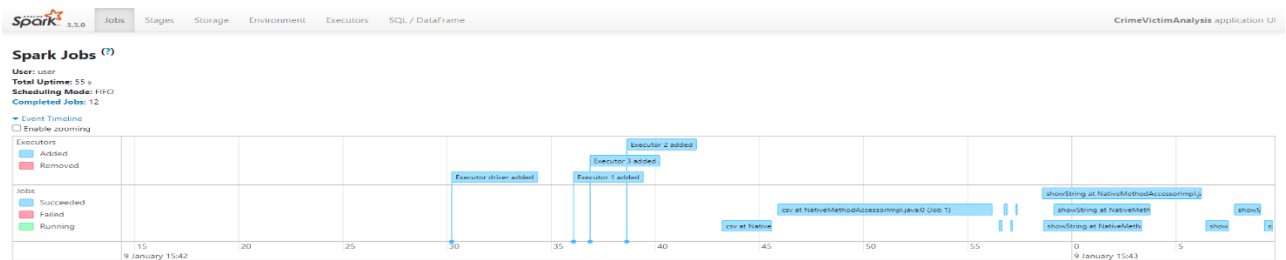 APACHE
Spark 3.5.0 Jobs Stages Storage Environment Executors SQL / DataFrame CrimeVictimAnalysis application UI
Spark Jobs (?)
User: user
Total Uptime: 55 s
Scheduling Mode: FIFO
Completed Jobs: 12
Event Timeline
Enable zooming
Executors
Added
Removed
Executor 2 added
Executor 3 added
Executor driver added Executor 1 added
Jobs
Succeeded
Failed
Running
showString at NativeMethodAccessorImpl.j
csv at NativeMethodAccessorImpl.java:0 (Job 1) showString at NativeMeth showS
csv at Native showString at NativeMeth show s
15 20 25 30 35 40 45 50 55 0 5
9 January 15:42 9 January 15:43